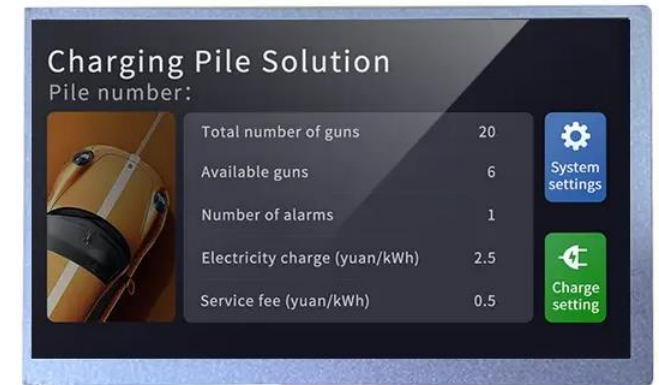 Charging Pile Solution
Pile number:
Total number of guns 20
Available guns 6
Number of alarms 1
Electricity charge (yuan/kWh) 2.5
Service fee (yuan/kWh) 0.5
System
settings
Charge
setting